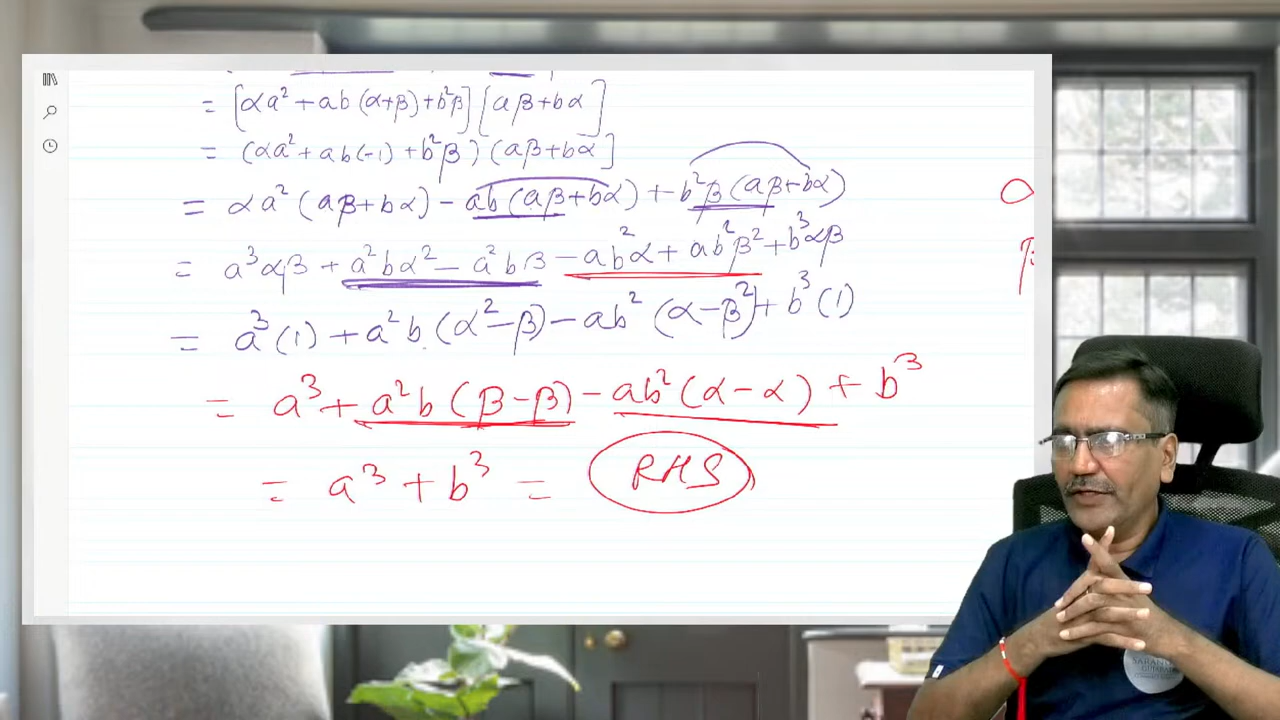 = [αa² + ab (α+β) + b²β] [aβ + bα]
= (αa² + ab(-1) + b²β) (aβ + bα]
= αa² (aβ + bα) - ab (aβ + bα) + b²β (aβ + bα)
= a³αβ + a²bα² - a²bβ - ab²α + ab²β² + b³αβ
= a³(1) + a²b (α² - β) - ab² (α - β²) + b³(1)
= a³ + a²b (β - β) - ab² (α - α) + b³
= a³ + b³ = RHS